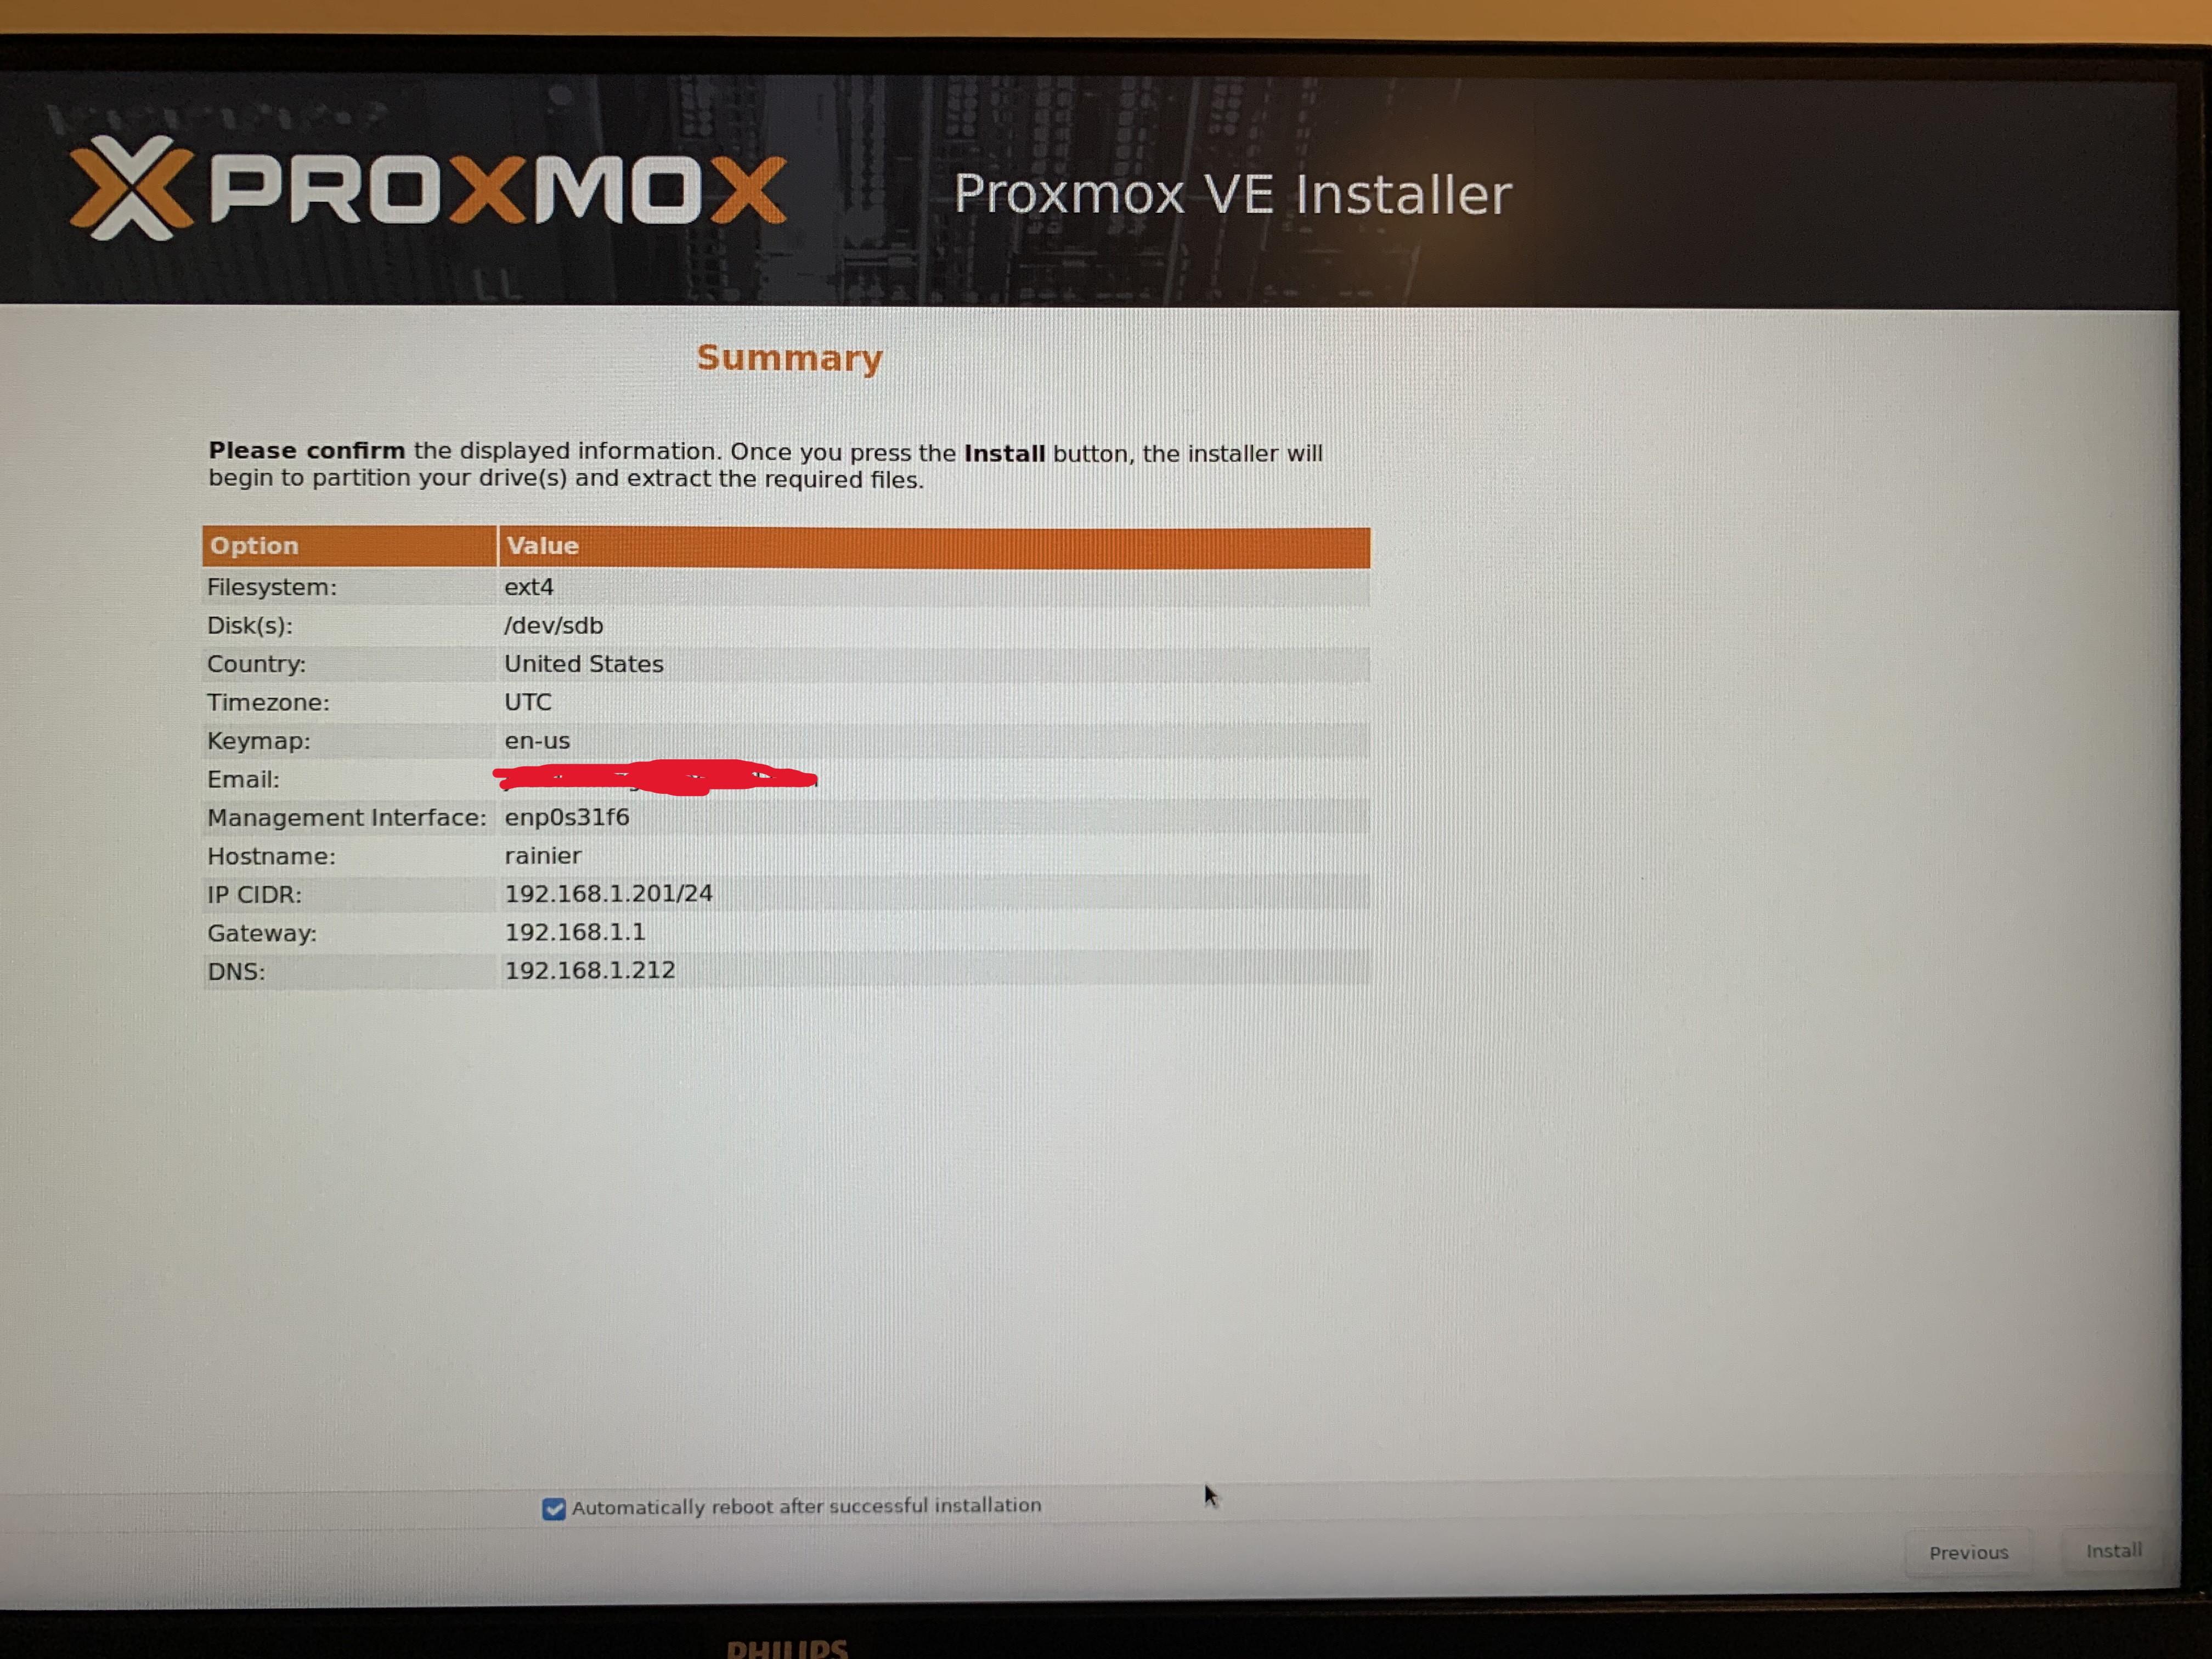 PROXMOX Proxmox VE Installer
Summary
Please confirm the displayed information. Once you press the Install button, the installer will
begin to partition your drive(s) and extract the required files.
Option Value
Filesystem: ext4
Disk(s): /dev/sdb
Country: United States
Timezone: UTC
Keymap: en-us
Email:
Management Interface: enp0s31f6
Hostname: rainier
IP CIDR: 192.168.1.201/24
Gateway: 192.168.1.1
DNS: 192.168.1.212
Automatically reboot after successful installation
Previous Install
PHILIPS